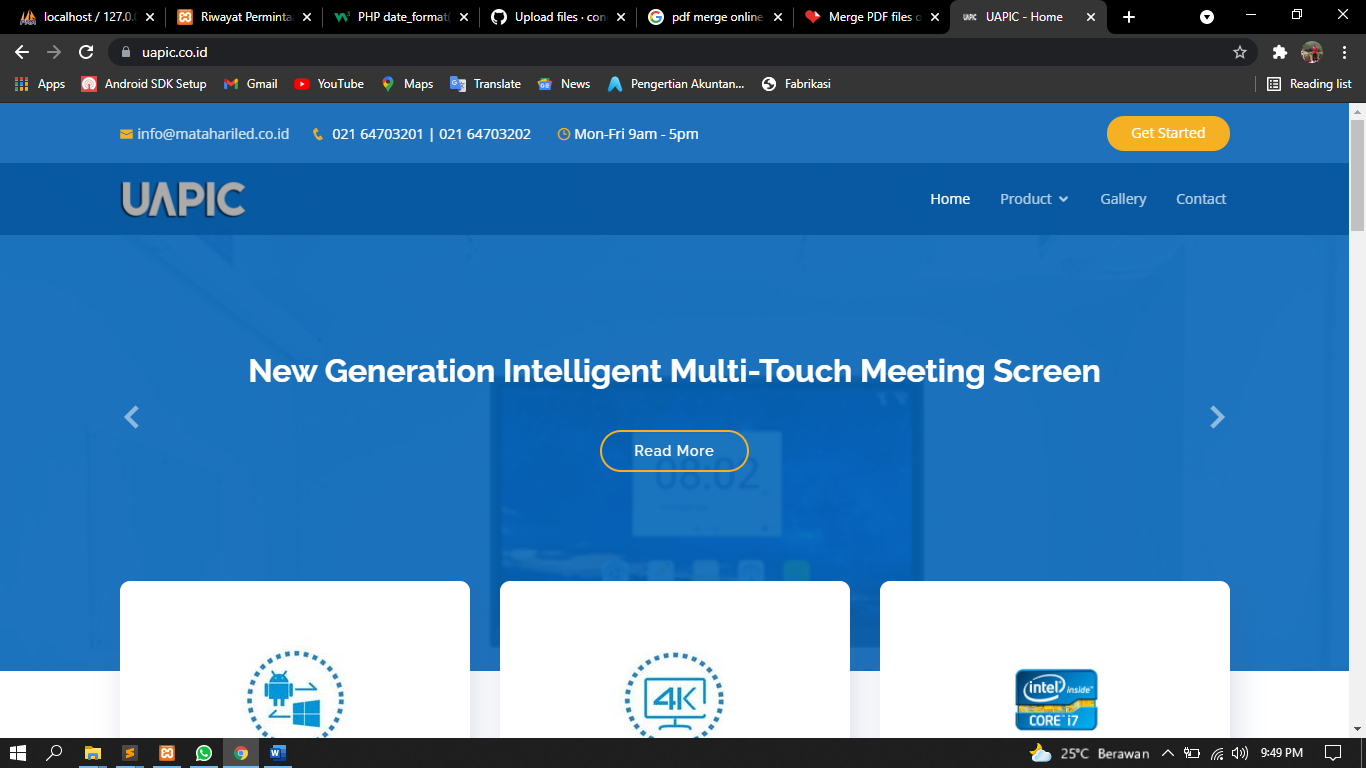 localhost / 127.0.
Riwayat Perminta
PHP date_format(
Upload files · con
pdf merge online
Merge PDF files o
UAPIC - Home
uapic.co.id
Apps
Android SDK Setup
Gmail
YouTube
Maps
Translate
News
Pengertian Akuntan...
Fabrikasi
Reading list
info@matahariled.co.id
021 64703201 | 021 64703202
Mon-Fri 9am - 5pm
Get Started
UAPIC
Home
Product
Gallery
Contact
New Generation Intelligent Multi-Touch Meeting Screen
Read More
08:02
4K
intel inside™
CORE™ i7
25°C Berawan
9:49 PM